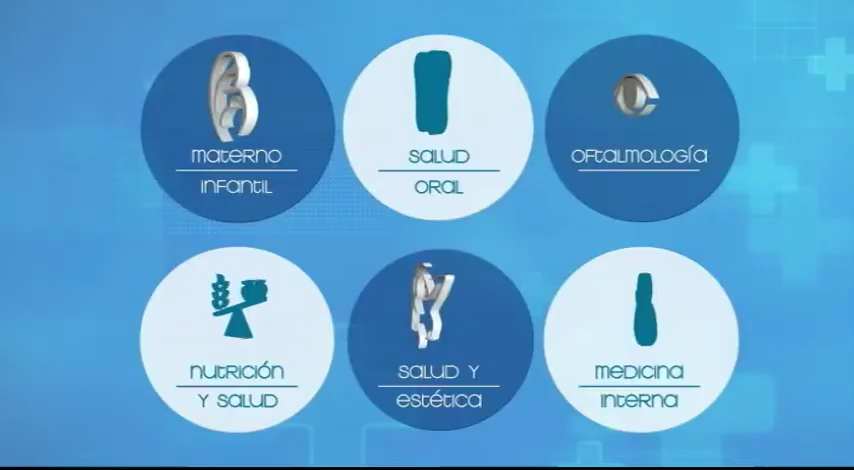 MATERNO
INFANTIL
SALUD
ORAL
OFTALMOLOGÍA
NUTRICIÓN
Y SALUD
SALUD Y
ESTÉTICA
MEDICINA
INTERNA